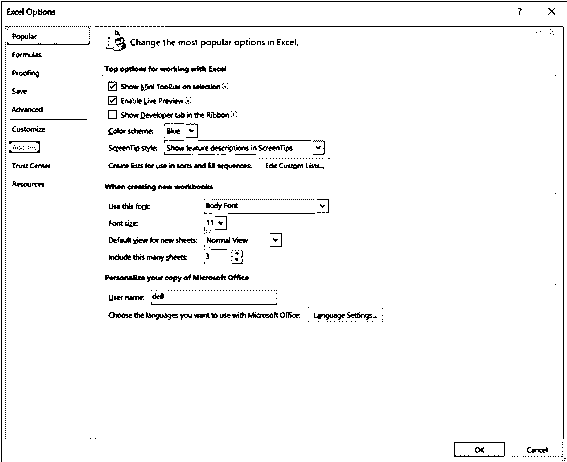 Excel Options
?
Popular
Formulas
Proofing
Save
Advanced
Customize
Add-Ins
Trust Center
Resources
Change the most popular options in Excel.
Top options for working with Excel
Show Mini Toolbar on selection
Enable Live Preview
Show Developer tab in the Ribbon
Color scheme: Blue
ScreenTip style: Show feature descriptions in ScreenTips
Create lists for use in sorts and fill sequences: Edit Custom Lists...
When creating new workbooks
Use this font: Body Font
Font size: 11
Default view for new sheets: Normal View
Include this many sheets: 3
Personalize your copy of Microsoft Office
User name: dell
Choose the languages you want to use with Microsoft Office: Language Settings...
OK Cancel